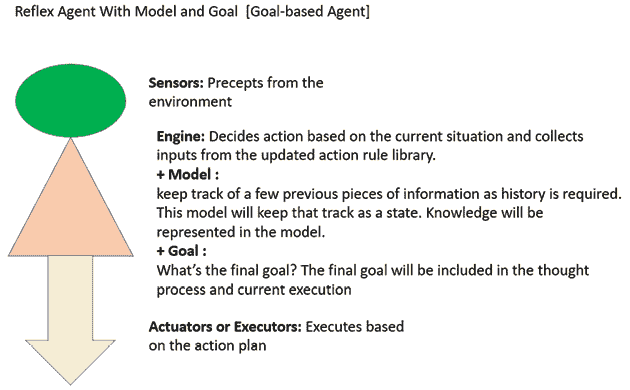 Reflex Agent With Model and Goal [Goal-based Agent]
Sensors: Precepts from the
environment
Engine: Decides action based on the current situation and collects
inputs from the updated action rule library.
+ Model :
keep track of a few previous pieces of information as history is required.
This model will keep that track as a state. Knowledge will be
represented in the model.
+ Goal :
What's the final goal? The final goal will be included in the thought
process and current execution
Actuators or Executors: Executes based
on the action plan